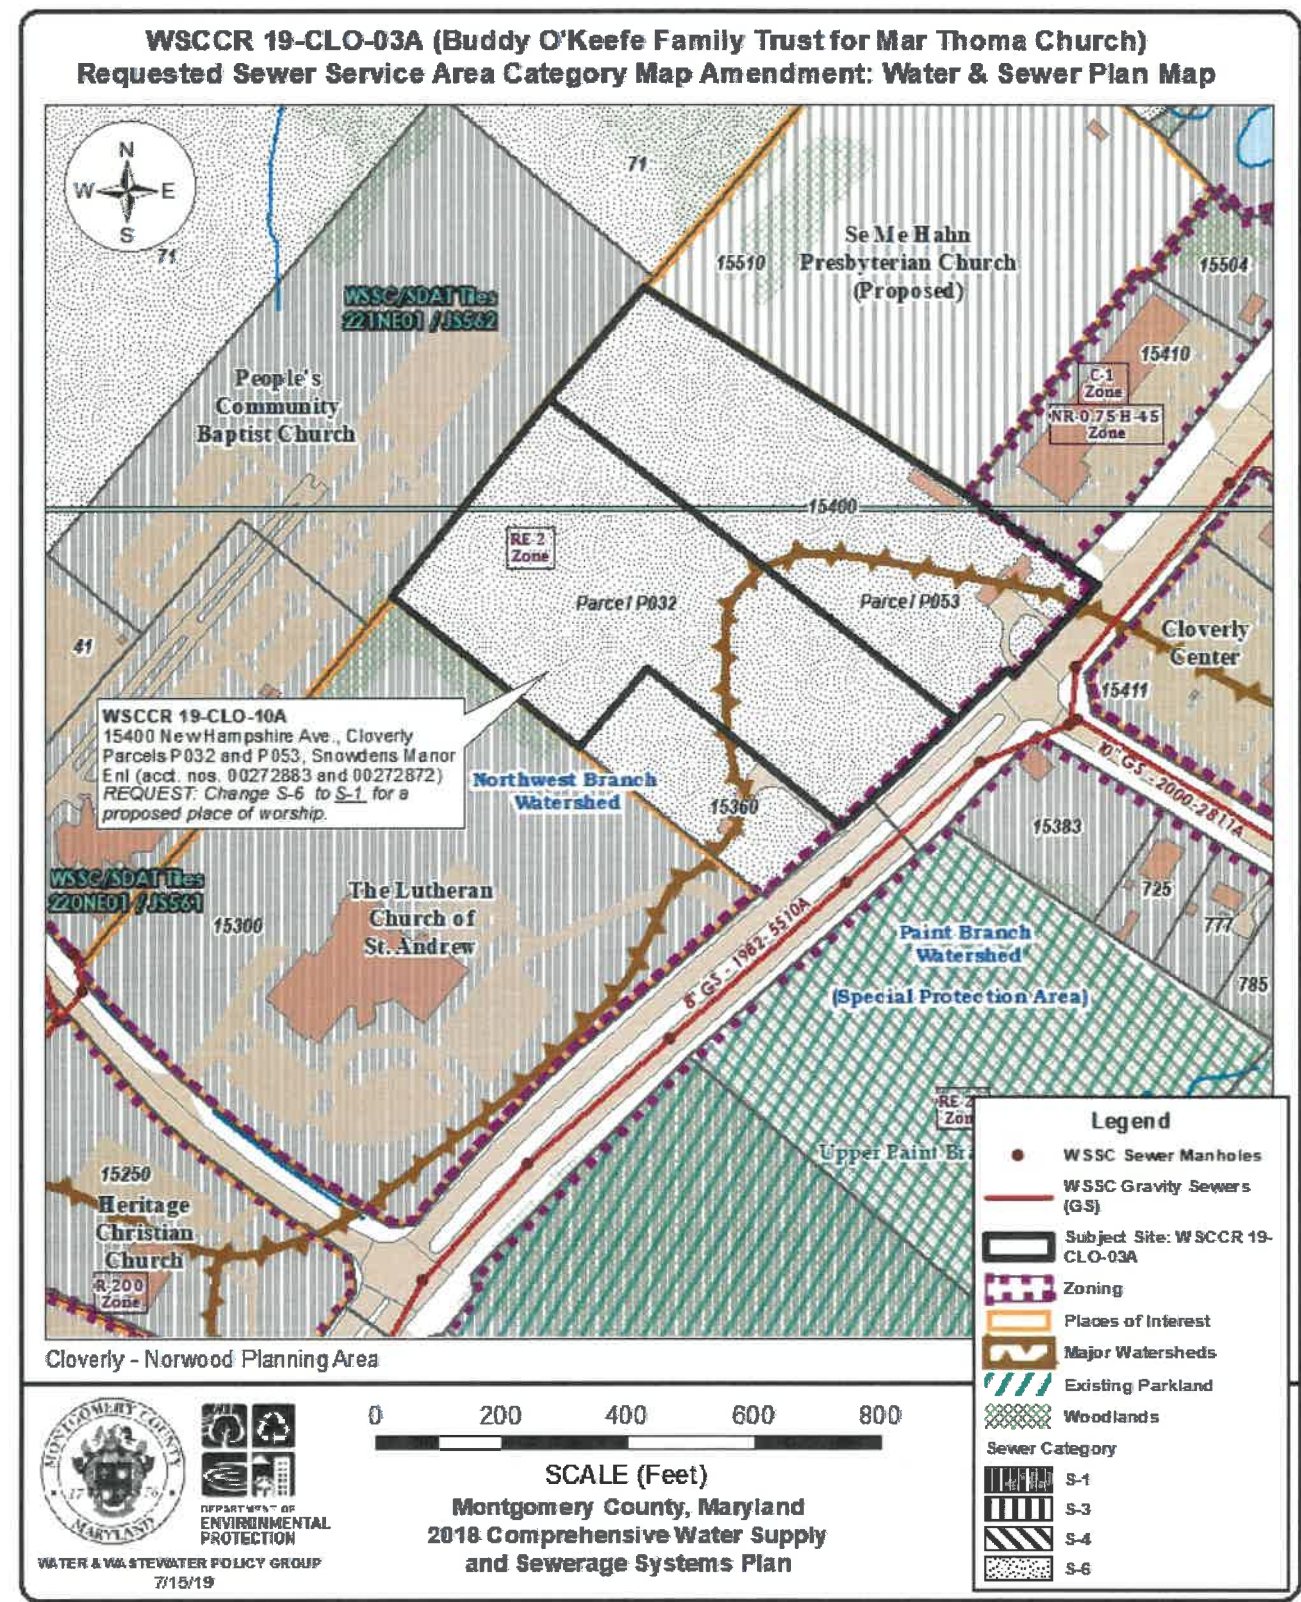 WSCCR 19-CLO-03A (Buddy O'Keefe Family Trust for Mar Thoma Church)
Requested Sewer Service Area Category Map Amendment: Water & Sewer Plan Map
N
W
E
S
71
71
WSSC/SDAT Tiles
221NE01 / JS562
15510
Se Me Hahn
Presbyterian Church
(Proposed)
15504
15410
C-1
Zone
NR-0.75 H-45
Zone
People's
Community
Baptist Church
15400
RE-2
Zone
Parcel P032
Parcel P053
Cloverly
Center
15411
41
WSCCR 19-CLO-10A
15400 New Hampshire Ave., Cloverly
Parcels P032 and P053, Snowdens Manor
Enl (acct. nos. 00272883 and 00272872)
REQUEST: Change S-6 to S-1 for a
proposed place of worship.
Northwest Branch
Watershed
15360
10" GS - 2000-2811A
15383
725
777
785
WSSC/SDAT Tiles
220NE01 / JS561
15300
The Lutheran
Church of
St. Andrew
8" GS - 1982-5510A
Paint Branch
Watershed
(Special Protection Area)
RE-2
Zon
Upper Paint Bra
15250
Heritage
Christian
Church
R-200
Zone
Legend
WSSC Sewer Manholes
WSSC Gravity Sewers
(GS)
Subject Site: WSCCR 19-
CLO-03A
Zoning
Places of Interest
Major Watersheds
Existing Parkland
Woodlands
Sewer Category
S-1
S-3
S-4
S-6
Cloverly - Norwood Planning Area
MONTGOMERY COUNTY
MARYLAND
DEPARTMENT OF
ENVIRONMENTAL
PROTECTION
WATER & WASTEWATER POLICY GROUP
7/15/19
0 200 400 600 800
SCALE (Feet)
Montgomery County, Maryland
2018 Comprehensive Water Supply
and Sewerage Systems Plan